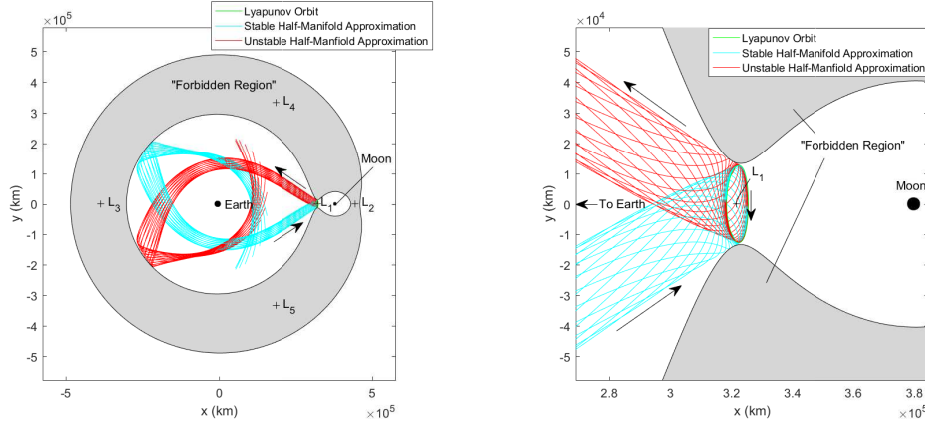 Lyapunov Orbit
Stable Half-Manifold Approximation
Unstable Half-Manfiold Approximation
×10^5
5
4
3
2
1
0
-1
-2
-3
-4
-5
y (km)
"Forbidden Region"
L4
Moon
L3
Earth
L1
L2
L5
-5
0
5
×10^5
x (km)
Lyapunov Orbit
Stable Half-Manifold Approximation
Unstable Half-Manfiold Approximation
×10^4
5
4
3
2
1
0
-1
-2
-3
-4
-5
y (km)
"Forbidden Region"
L1
Moon
To Earth
2.8
3
3.2
3.4
3.6
3.8
×10^5
x (km)